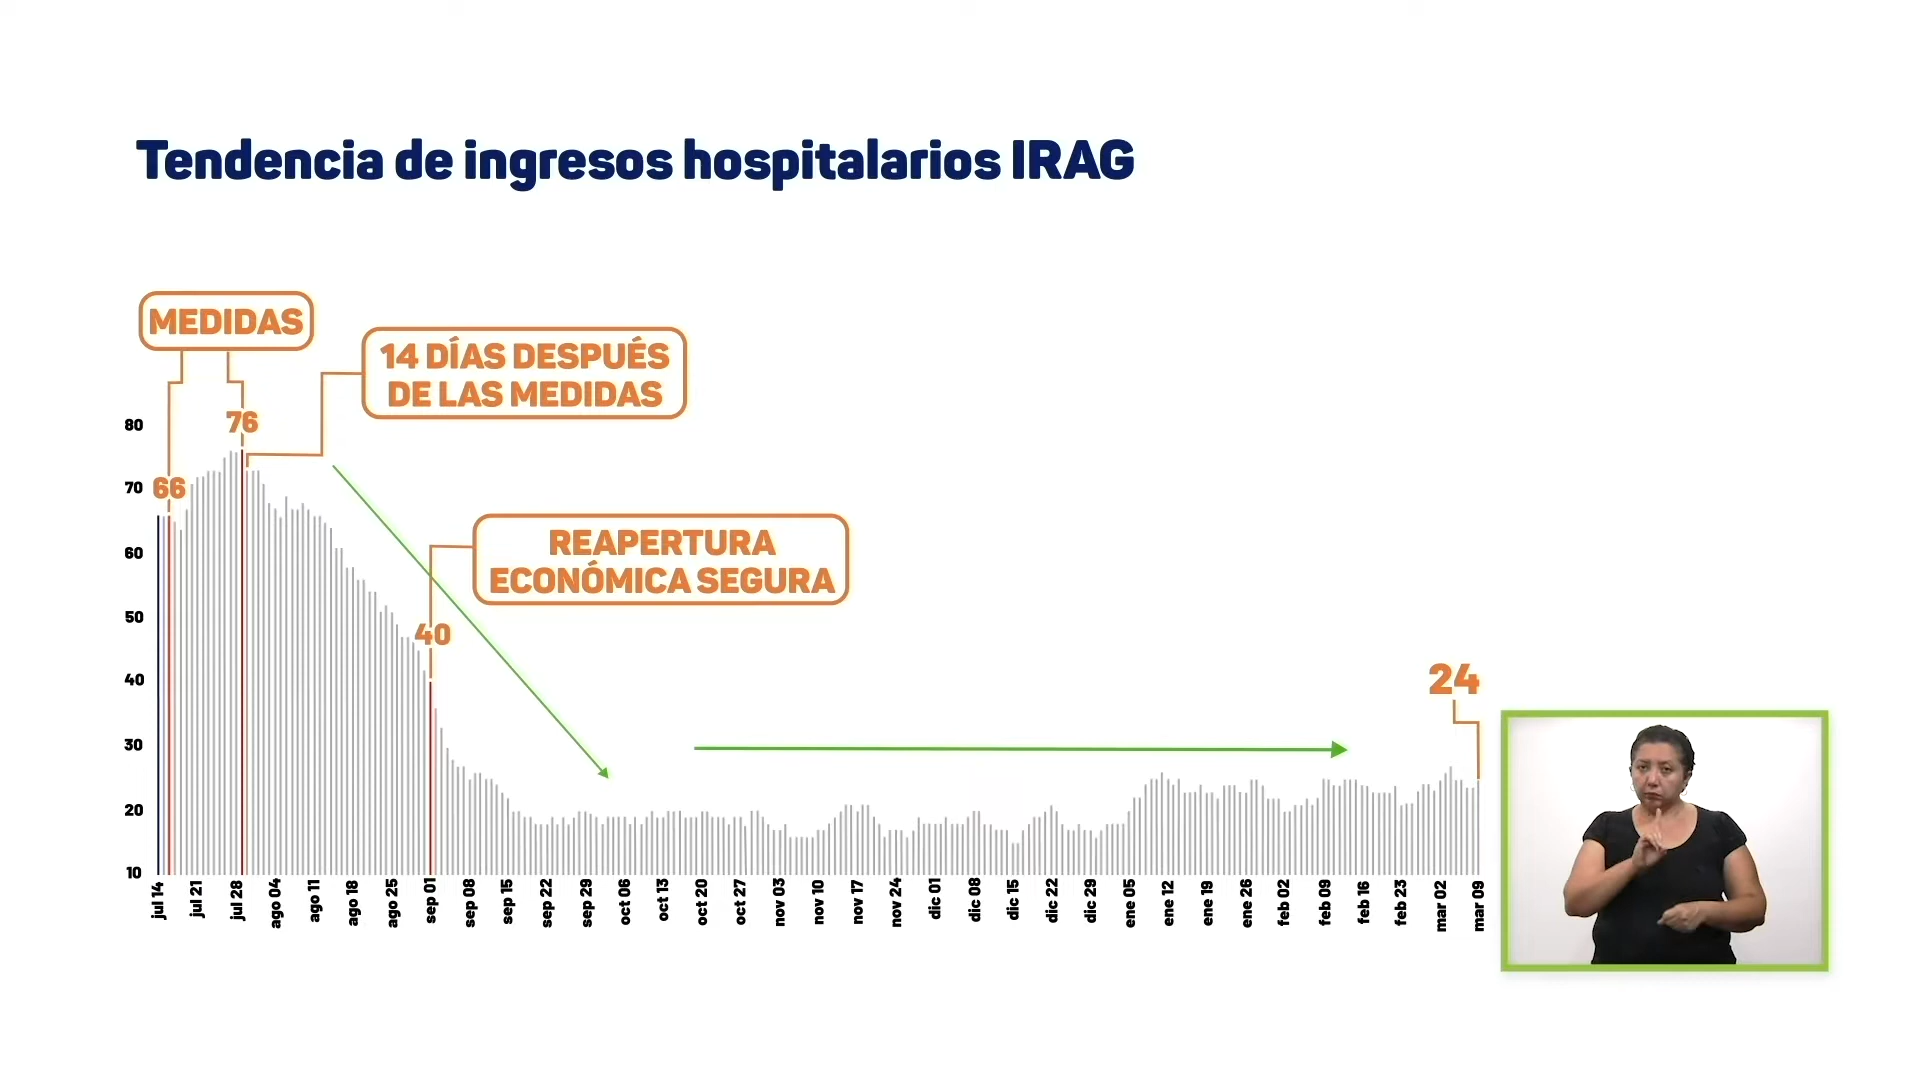 Tendencia de ingresos hospitalarios IRAG
MEDIDAS
14 DÍAS DESPUÉS
DE LAS MEDIDAS
76
66
REAPERTURA
ECONÓMICA SEGURA
40
24
80
70
60
50
40
30
20
10
jul 14
jul 21
jul 28
ago 04
ago 11
ago 18
ago 25
sep 01
sep 08
sep 15
sep 22
sep 29
oct 06
oct 13
oct 20
oct 27
nov 03
nov 10
nov 17
nov 24
dic 01
dic 08
dic 15
dic 22
dic 29
ene 05
ene 12
ene 19
ene 26
feb 02
feb 09
feb 16
feb 23
mar 02
mar 09